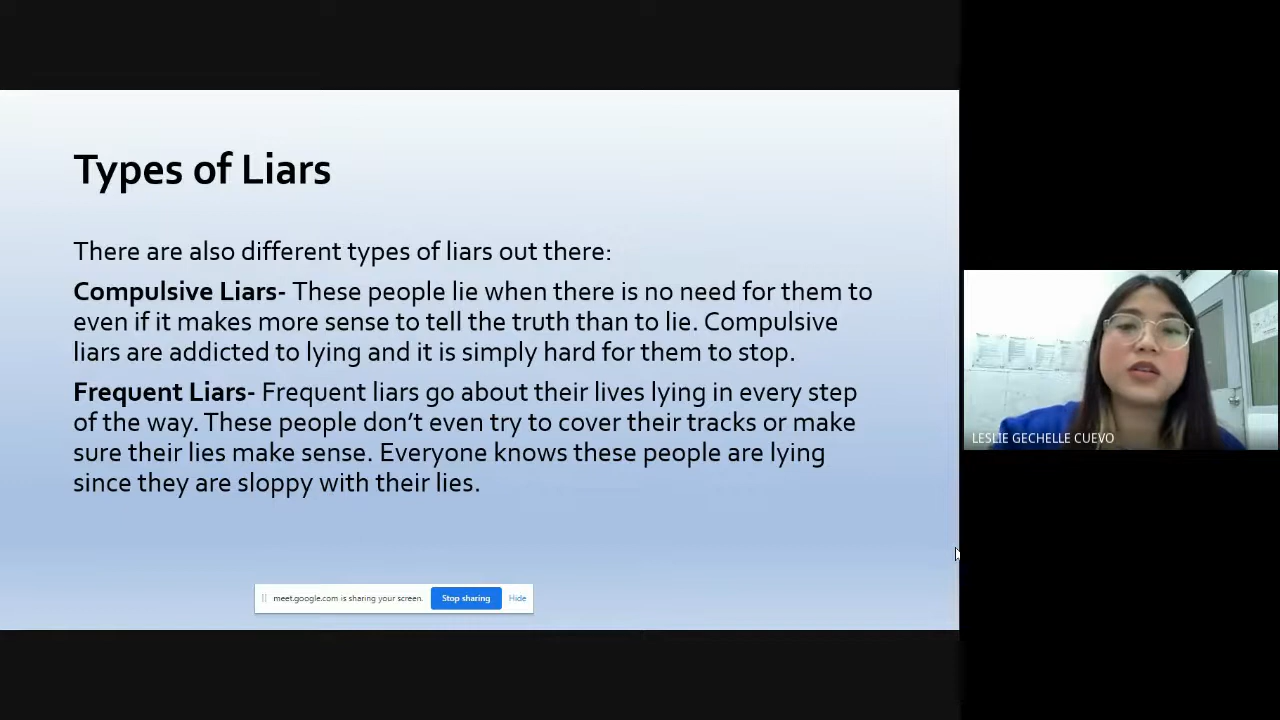 Types of Liars
There are also different types of liars out there:
Compulsive Liars- These people lie when there is no need for them to
even if it makes more sense to tell the truth than to lie. Compulsive
liars are addicted to lying and it is simply hard for them to stop.
Frequent Liars- Frequent liars go about their lives lying in every step
of the way. These people don’t even try to cover their tracks or make
sure their lies make sense. Everyone knows these people are lying
since they are sloppy with their lies.
meet.google.com is sharing your screen.
Stop sharing
Hide
LESLIE GECHELLE CUEVO